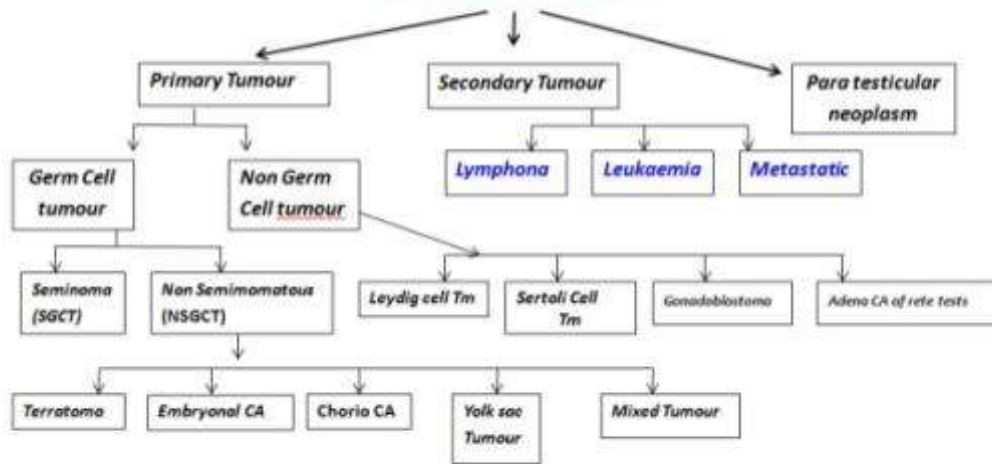 Primary Tumour
Secondary Tumour
Para testicular
neoplasm
Lymphona
Leukaemia
Metastatic
Germ Cell
tumour
Non Germ
Cell tumour
Seminoma
(SGCT)
Non Semimomatous
(NSGCT)
Leydig cell Tm
Sertoli Cell
Tm
Gonadoblastoma
Adeno CA of rete tests
Terratoma
Embryonal CA
Chorio CA
Yolk sac
Tumour
Mixed Tumour